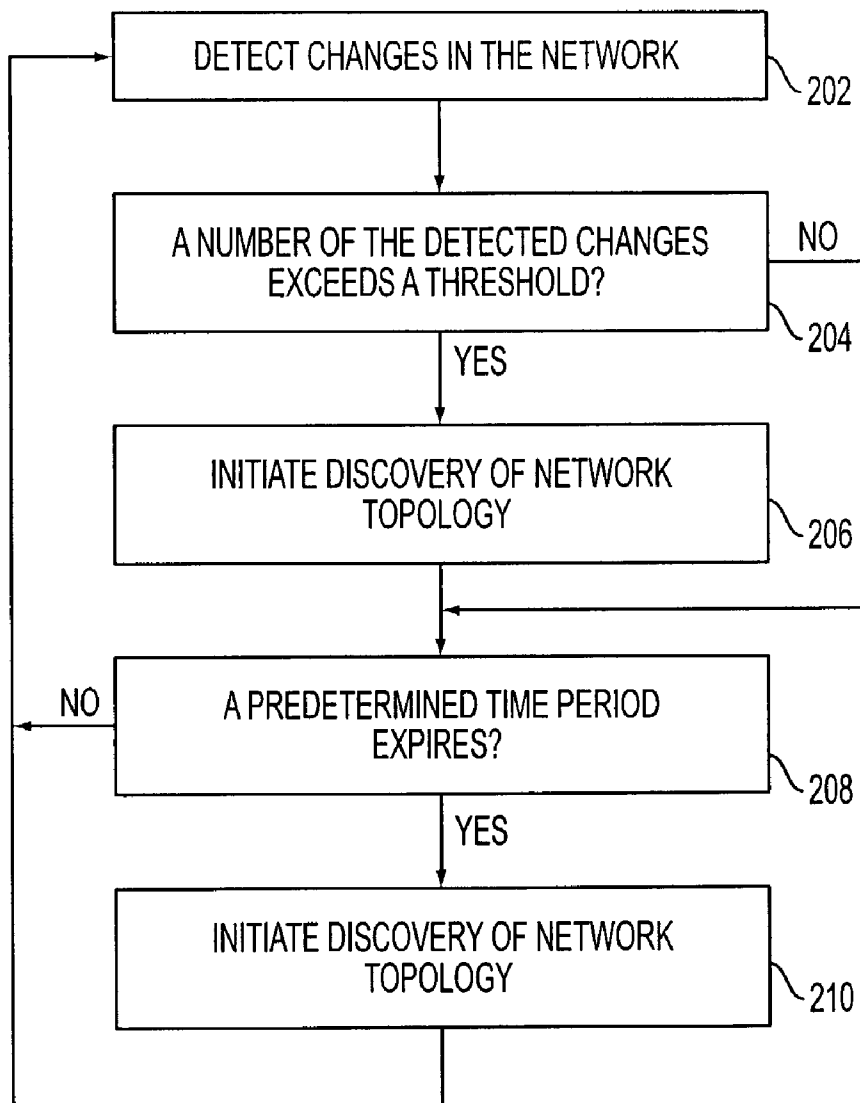 DETECT CHANGES IN THE NETWORK
202
A NUMBER OF THE DETECTED CHANGES
EXCEEDS A THRESHOLD?
NO
204
YES
INITIATE DISCOVERY OF NETWORK
TOPOLOGY
206
NO
A PREDETERMINED TIME PERIOD
EXPIRES?
208
YES
INITIATE DISCOVERY OF NETWORK
TOPOLOGY
210